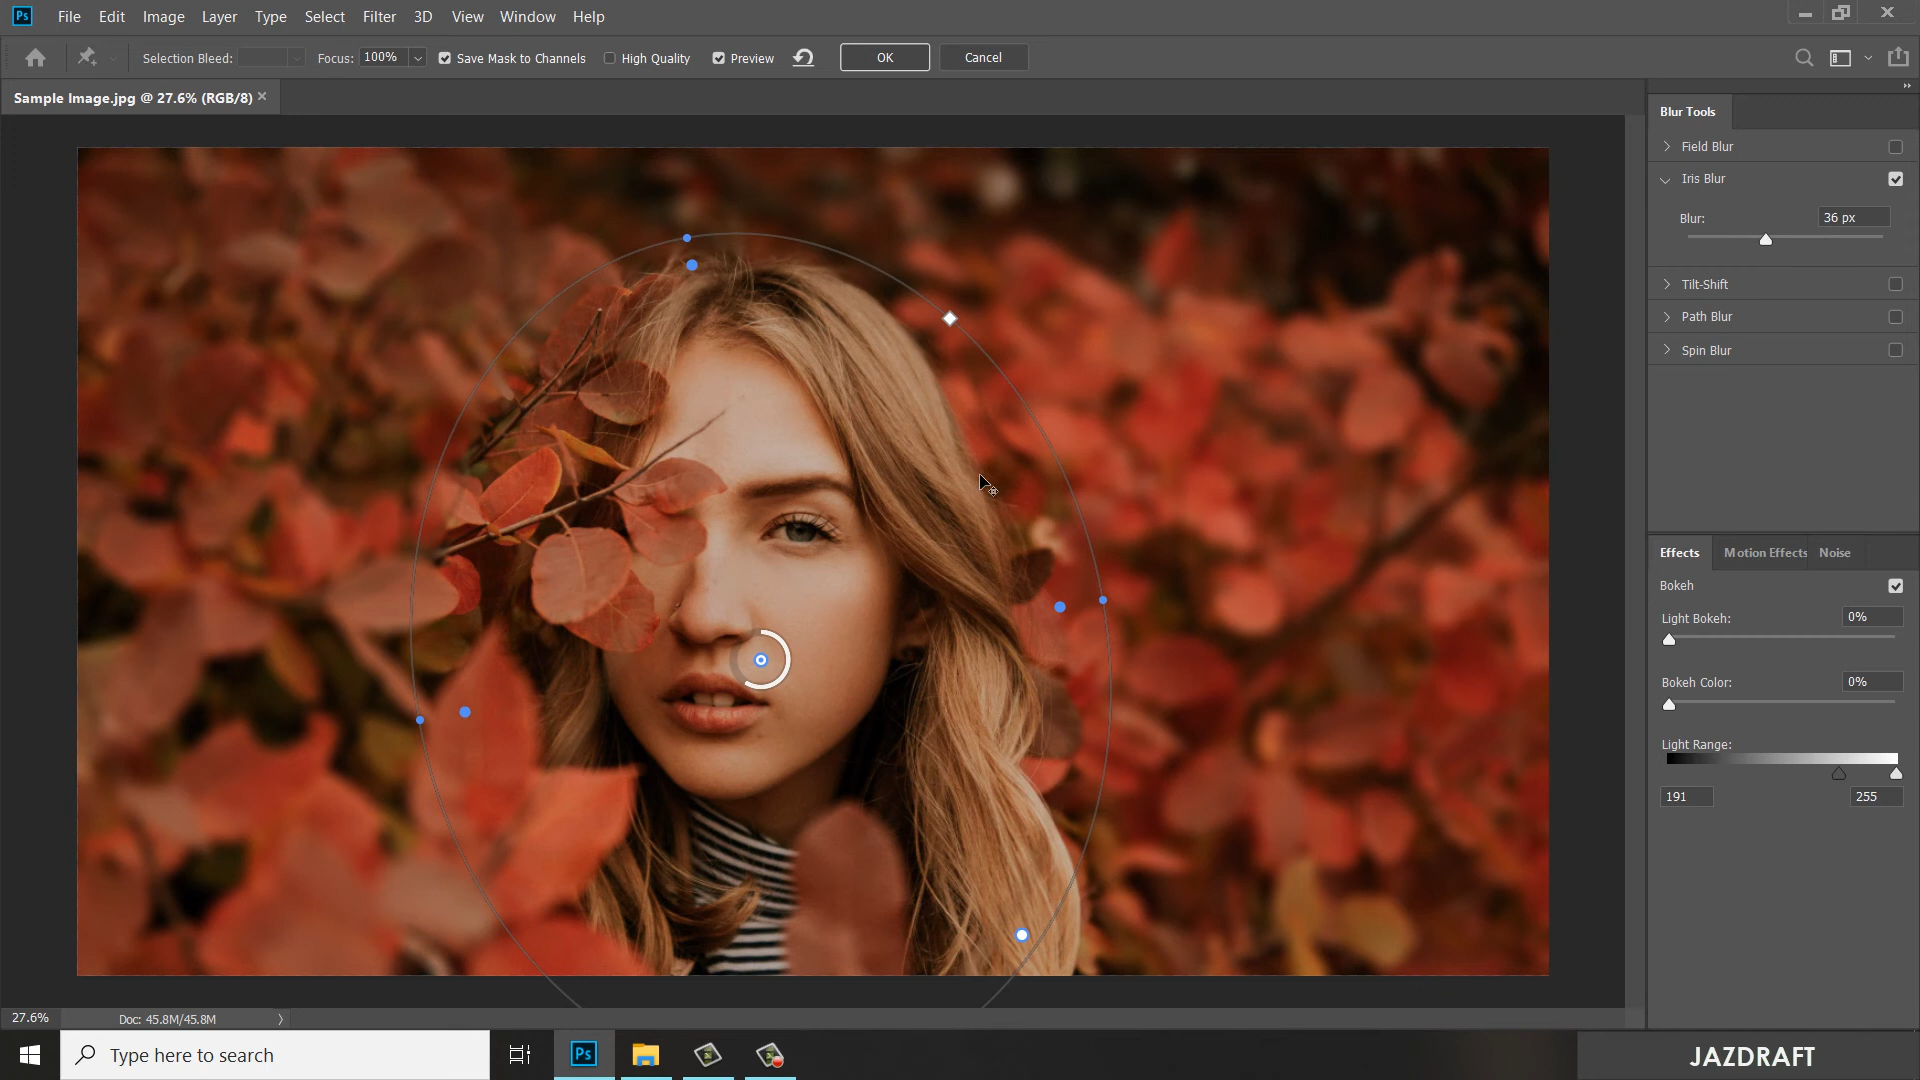 Ps File Edit Image Layer Type Select Filter 3D View Window Help
Selection Bleed: Focus: 100% Save Mask to Channels High Quality Preview OK Cancel
Sample Image.jpg @ 27.6% (RGB/8)
Blur Tools
Field Blur
Iris Blur
Blur: 36 px
Tilt-Shift
Path Blur
Spin Blur
Effects Motion Effects Noise
Bokeh
Light Bokeh: 0%
Bokeh Color: 0%
Light Range:
191 255
27.6% Doc: 45.8M/45.8M
Type here to search Ps JAZDRAFT